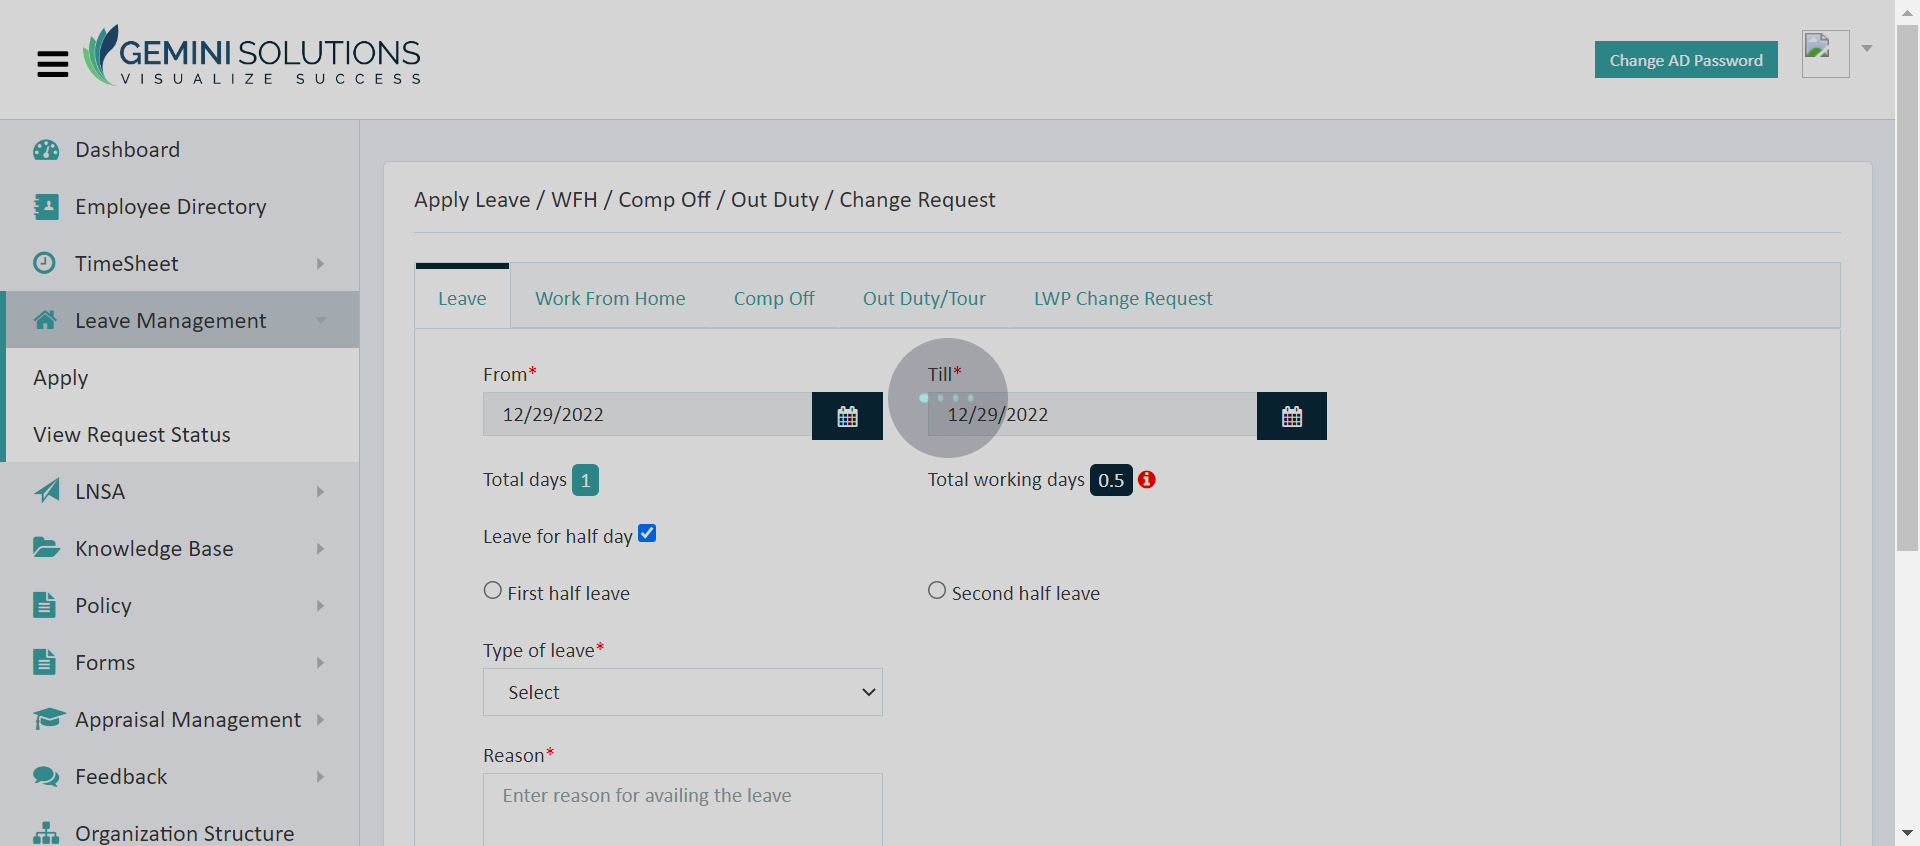 GEMINI SOLUTIONS
VISUALIZE SUCCESS
Change AD Password
Dashboard
Employee Directory
TimeSheet
Leave Management
Apply
View Request Status
LNSA
Knowledge Base
Policy
Forms
Appraisal Management
Feedback
Organization Structure
Apply Leave / WFH / Comp Off / Out Duty / Change Request
Leave Work From Home Comp Off Out Duty/Tour LWP Change Request
From* Till*
12/29/2022 12/29/2022
Total days 1 Total working days 0.5
Leave for half day
First half leave Second half leave
Type of leave*
Select
Reason*
Enter reason for availing the leave